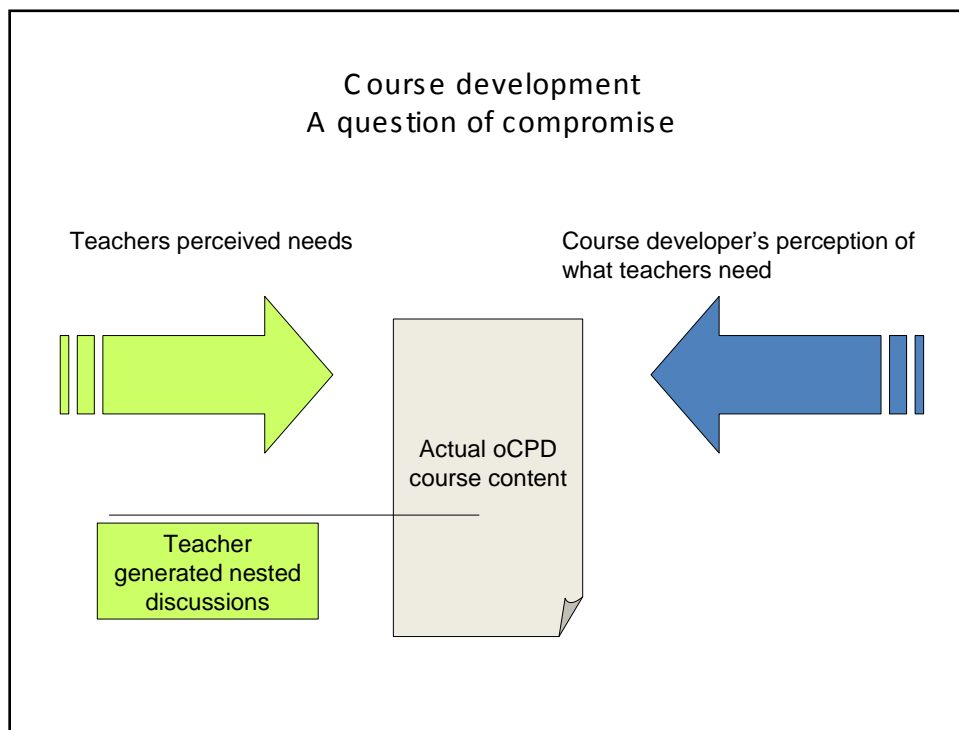 Course development
A question of compromise
Teachers perceived needs
Course developer's perception of
what teachers need
Actual oCPD
course content
Teacher
generated nested
discussions